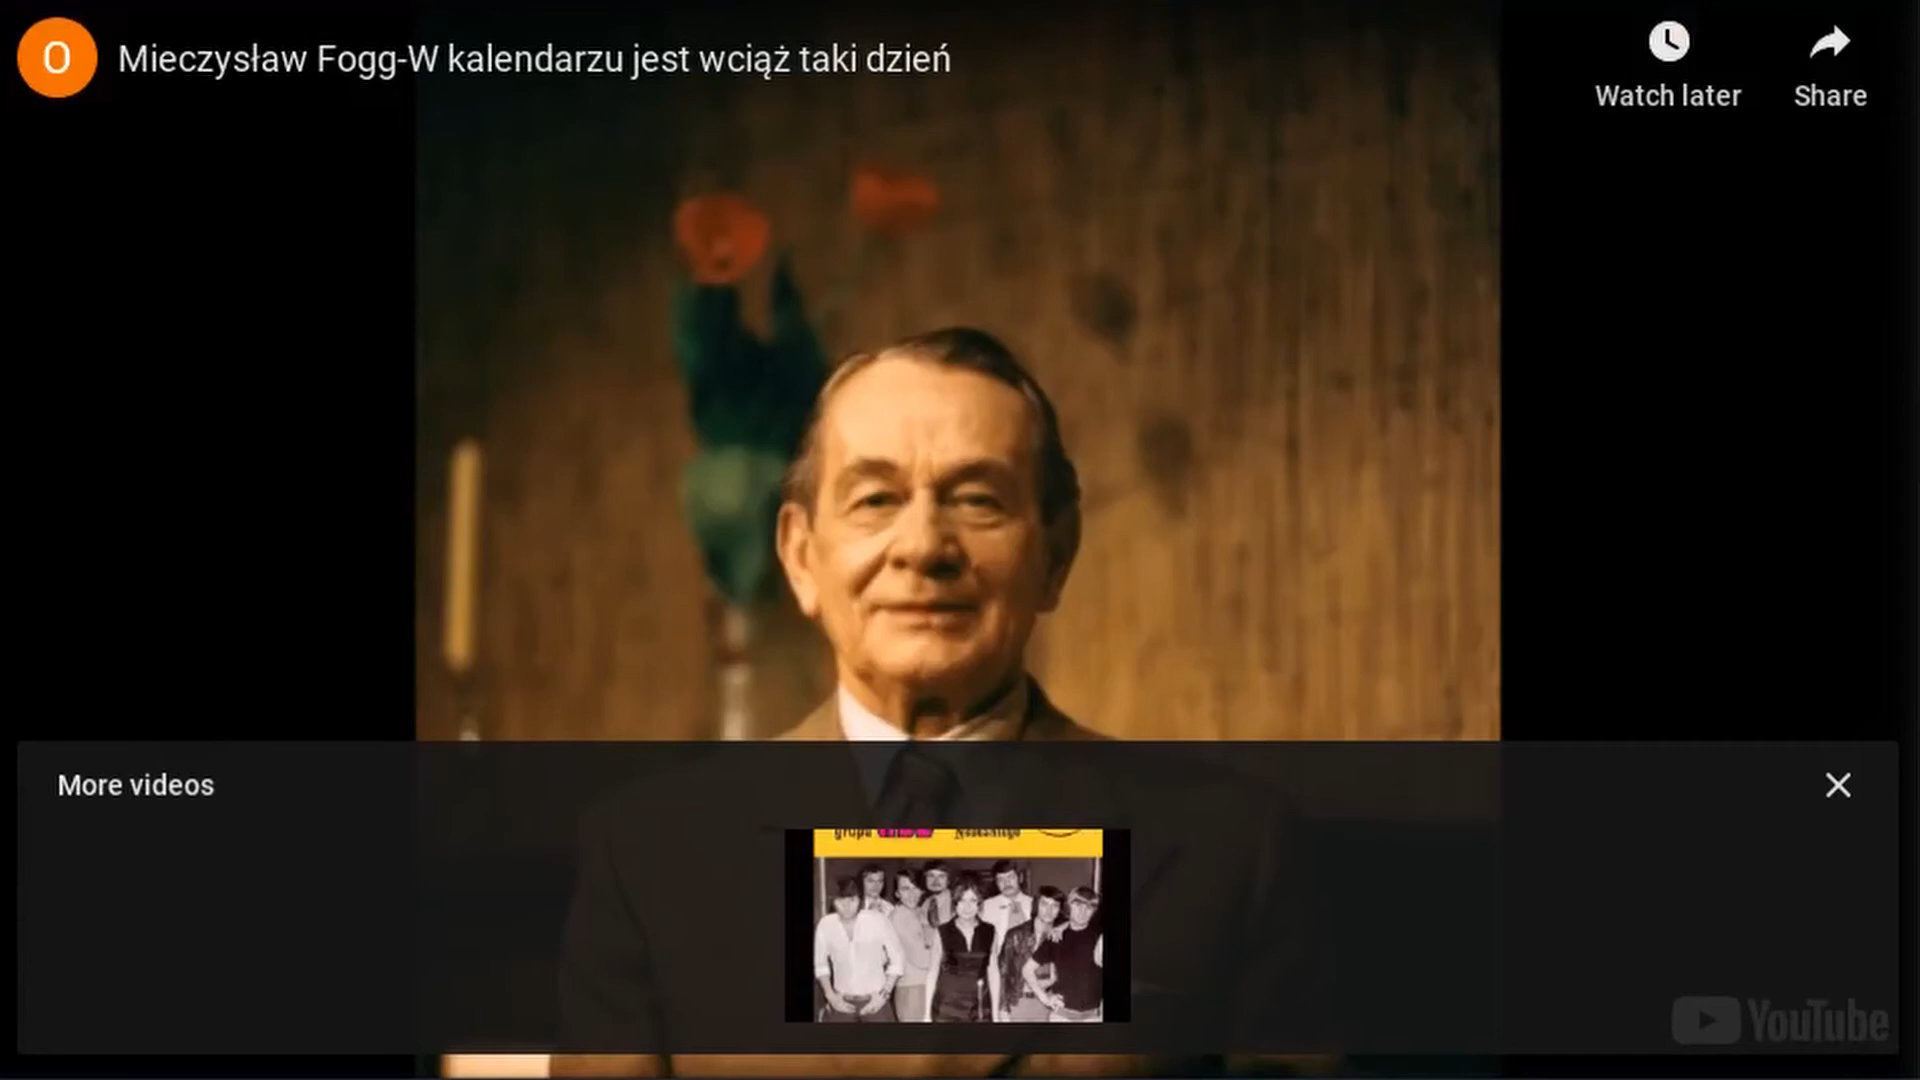 O
Mieczysław Fogg-W kalendarzu jest wciąż taki dzień
Watch later
Share
More videos
grupa
YouTube